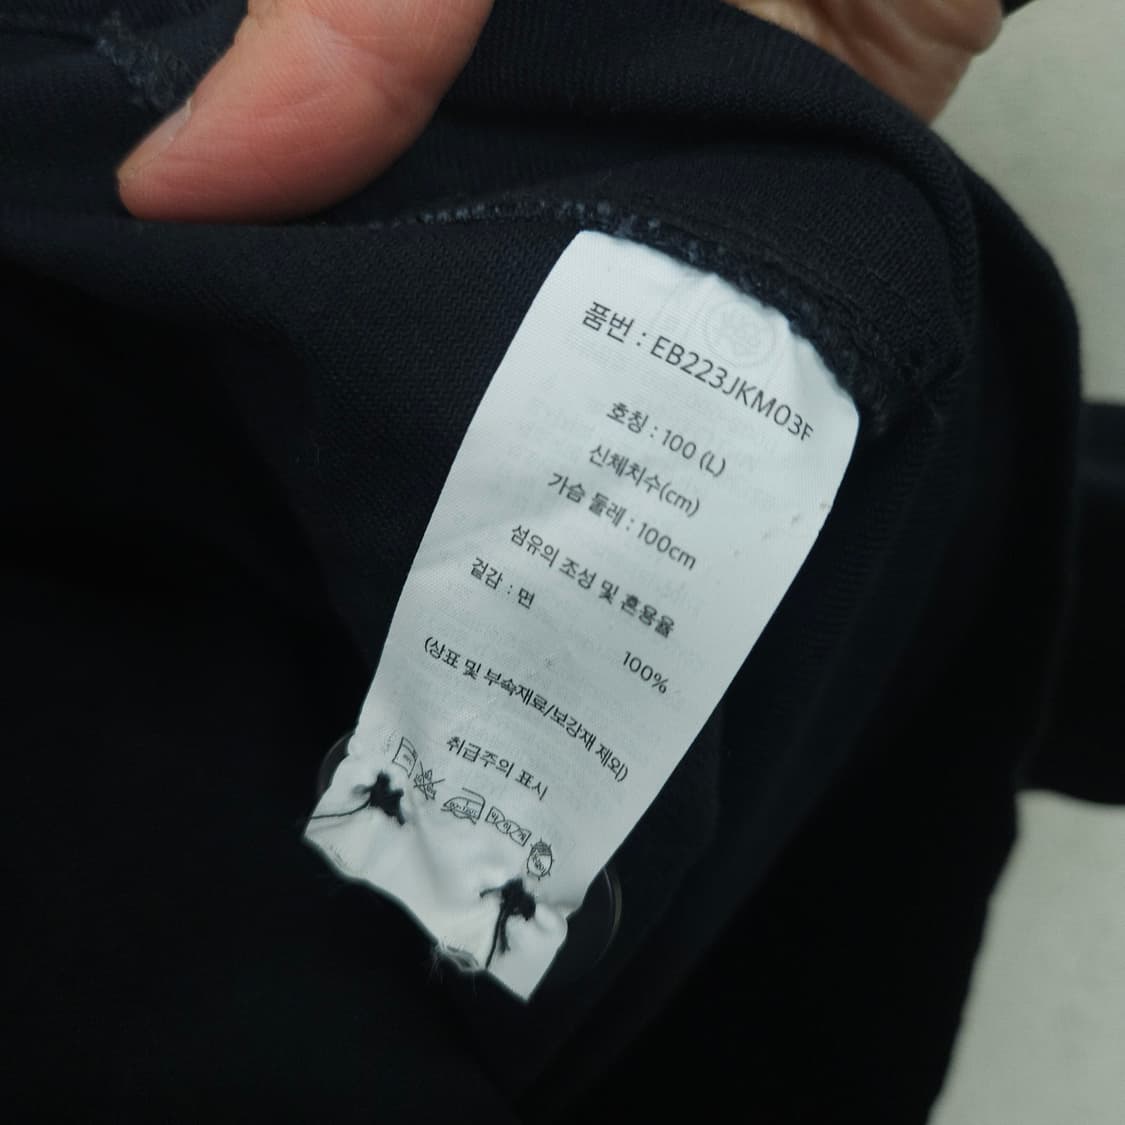 품번 : EB223JKM03F
호칭 : 100 (L)
신체치수(cm)
가슴 둘레 : 100cm
섬유의 조성 및 혼용율
겉감 : 면
100%
(상표 및 부속재료/보강재 제외)
취급주의 표시